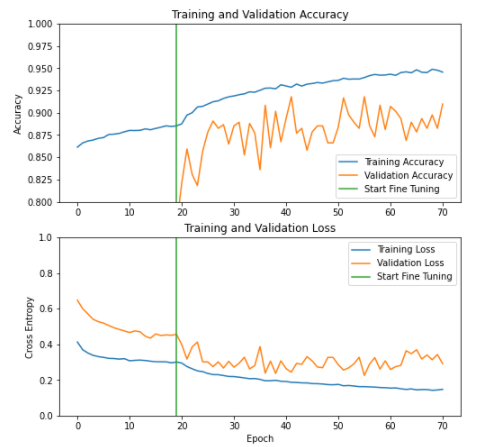 Training and Validation Accuracy
1.000
0.975
0.950
0.925
0.900
0.875
0.850
0.825
0.800
Accuracy
Training Accuracy
Validation Accuracy
Start Fine Tuning
0 10 20 30 40 50 60 70
Training and Validation Loss
1.0
0.8
0.6
0.4
0.2
0.0
Cross Entropy
Training Loss
Validation Loss
Start Fine Tuning
0 10 20 30 40 50 60 70
Epoch